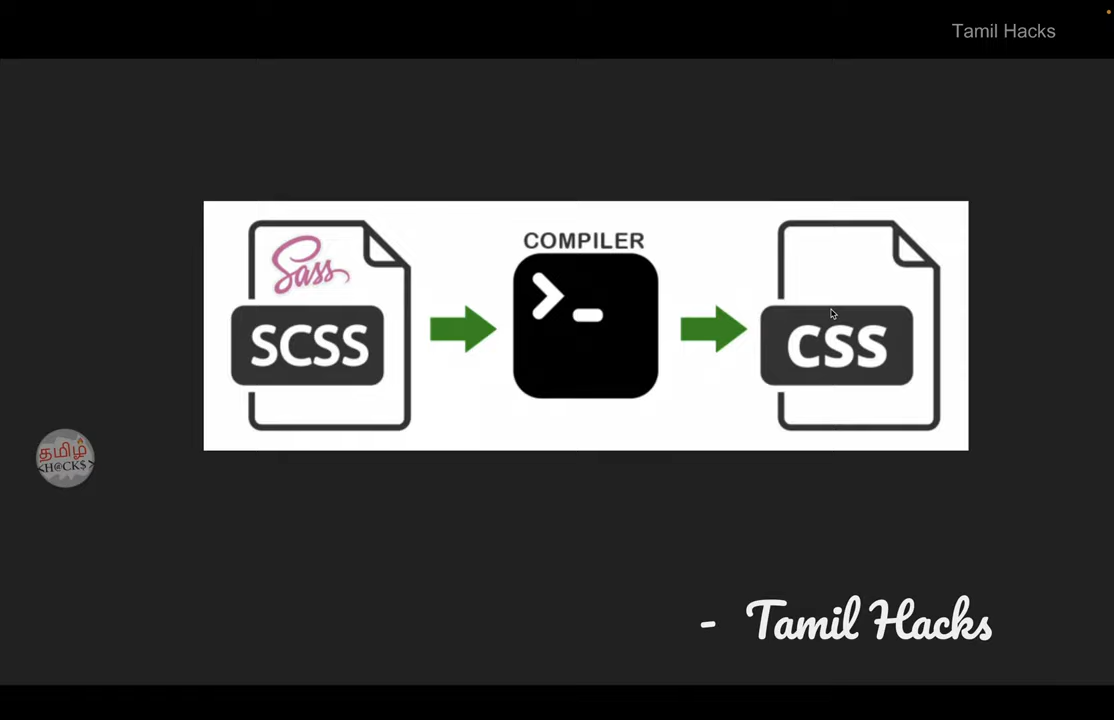 Tamil Hacks
COMPILER
Sass
SCSS
CSS
தமிழ்
<H@CK$>
- Tamil Hacks